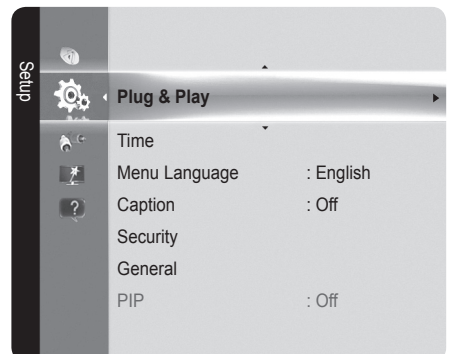 Setup
Plug & Play
Time
Menu Language : English
Caption : Off
Security
General
PIP : Off